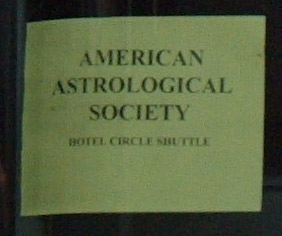 AMERICAN
ASTROLOGICAL
SOCIETY
HOTEL CIRCLE SHUTTLE